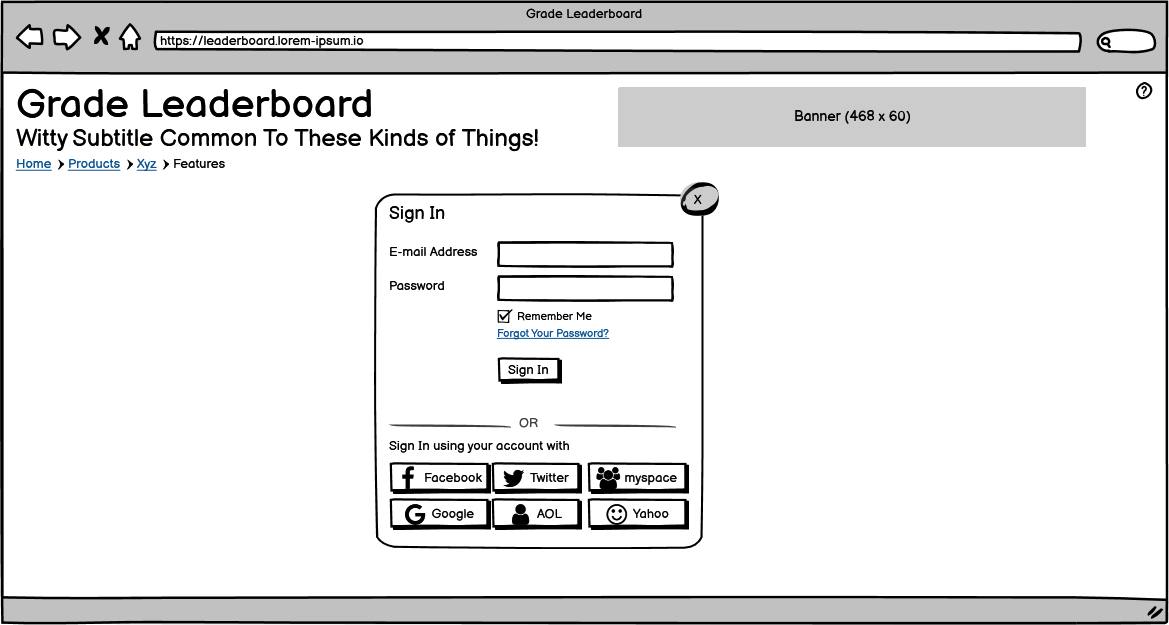 Grade Leaderboard
https://leaderboard.lorem-ipsum.io
Grade Leaderboard
Banner (468 x 60)
?
Witty Subtitle Common To These Kinds of Things!
Home > Products > Xyz > Features
X
Sign In
E-mail Address
Password
Remember Me
Forgot Your Password?
Sign In
OR
Sign In using your account with
Facebook Twitter myspace
Google AOL Yahoo